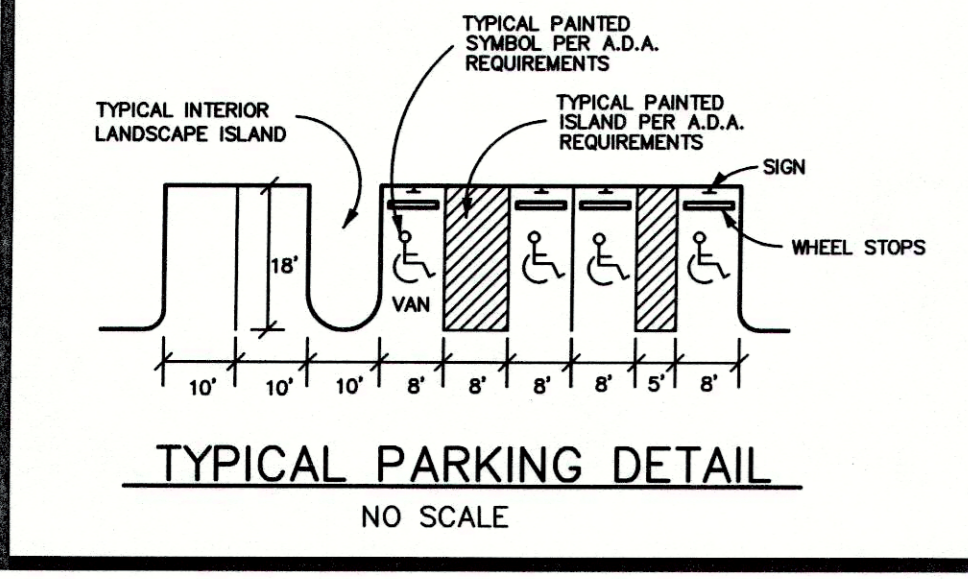 TYPICAL PAINTED
SYMBOL PER A.D.A.
REQUIREMENTS
TYPICAL INTERIOR
LANDSCAPE ISLAND
TYPICAL PAINTED
ISLAND PER A.D.A.
REQUIREMENTS
SIGN
WHEEL STOPS
18'
VAN
10' 10' 10' 8' 8' 8' 8' 5' 8'
TYPICAL PARKING DETAIL
NO SCALE